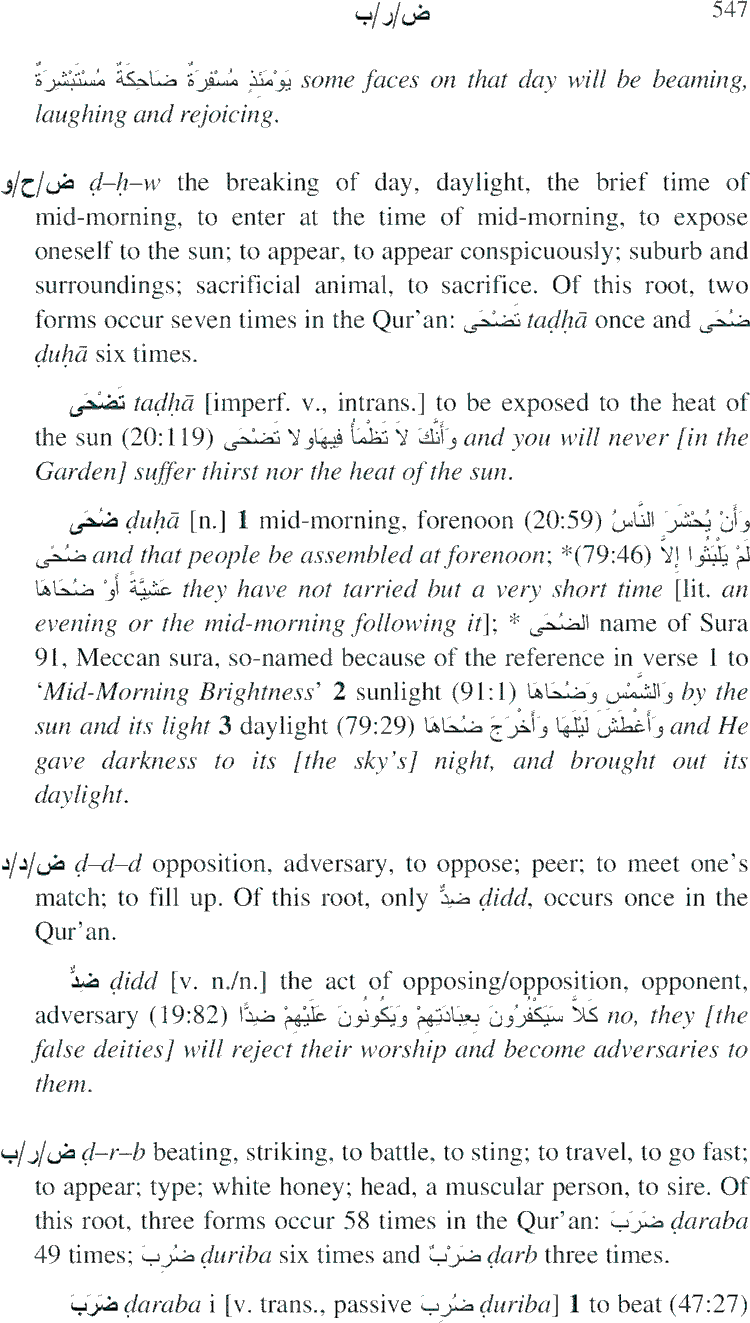 ض/ر/ب 547
يَوْمَئِذٍ مُسْفِرَةٌ ضَاحِكَةٌ مُسْتَبْشِرَةٌ some faces on that day will be beaming,
laughing and rejoicing.
ض/ح/و ḍ–ḥ–w the breaking of day, daylight, the brief time of
mid-morning, to enter at the time of mid-morning, to expose
oneself to the sun; to appear, to appear conspicuously; suburb and
surroundings; sacrificial animal, to sacrifice. Of this root, two
forms occur seven times in the Qur’an: تَضْحَى taḍḥā once and ضُحَى
ḍuḥā six times.
تَضْحَى taḍḥā [imperf. v., intrans.] to be exposed to the heat of
the sun (20:119) وَأَنَّكَ لاَ تَظْمَأُ فِيهَاولا تَضْحَى and you will never [in the
Garden] suffer thirst nor the heat of the sun.
ضُحَى ḍuḥā [n.] 1 mid-morning, forenoon (20:59) وَأَنْ يُحْشَرَ النَّاسُ
ضُحًى and that people be assembled at forenoon; *(79:46) لَمْ يَلْبَثُوا إِلاَّ
عَشِيَّةً أَوْ ضُحَاهَا they have not tarried but a very short time [lit. an
evening or the mid-morning following it]; * الضُحَى name of Sura
91, Meccan sura, so-named because of the reference in verse 1 to
‘Mid-Morning Brightness’ 2 sunlight (91:1) وَالشَّمْسِ وَضُحَاهَا by the
sun and its light 3 daylight (79:29) وَأَغْطَشَ لَيْلَهَا وَأَخْرَجَ ضُحَاهَا and He
gave darkness to its [the sky’s] night, and brought out its
daylight.
ض/د/د ḍ–d–d opposition, adversary, to oppose; peer; to meet one’s
match; to fill up. Of this root, only ضِدٌّ ḍidd, occurs once in the
Qur’an.
ضِدٌّ ḍidd [v. n./n.] the act of opposing/opposition, opponent,
adversary (19:82) كَلاَّ سَيَكْفُرُونَ بِعِبَادَتِهِمْ وَيَكُونُونَ عَلَيْهِمْ ضِدًّا no, they [the
false deities] will reject their worship and become adversaries to
them.
ض/ر/ب ḍ–r–b beating, striking, to battle, to sting; to travel, to go fast;
to appear; type; white honey; head, a muscular person, to sire. Of
this root, three forms occur 58 times in the Qur’an: ضَرَبَ ḍaraba
49 times; ضُرِبَ ḍuriba six times and ضَرْبٌ ḍarb three times.
ضَرَبَ ḍaraba i [v. trans., passive ضُرِبَ ḍuriba] 1 to beat (47:27)